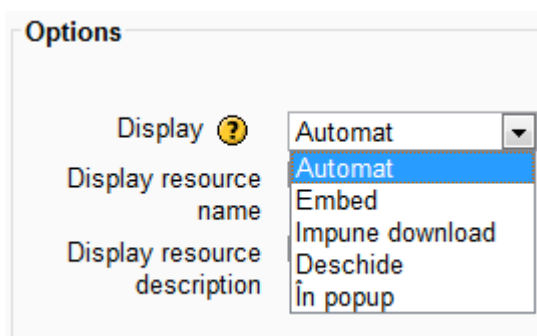 Options
Display ?
Automat
Automat
Display resource name
Embed
Impune download
Display resource description
Deschide
În popup